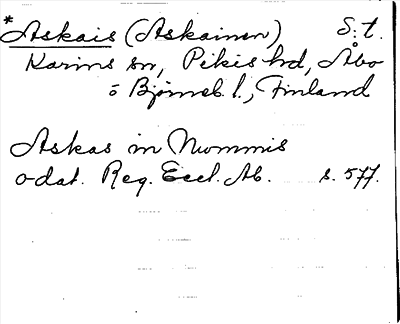 *Askais (Askainen) S:t.
Karins sn, Pikis hd, Åbo
o Björneb. l., Finland
Askas in Nummis
odat. Reg. Eccl. Ab. s. 577.